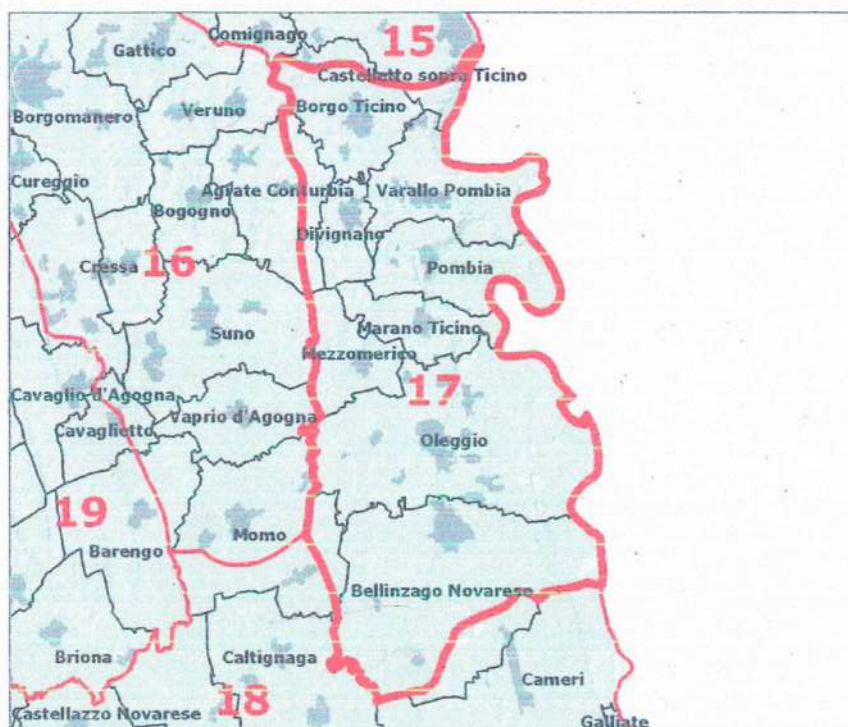 Comignago
15
Gattico
Castelletto sopra Ticino
Borgomanero
Veruno
Borgo Ticino
Cureggio
Agrate Conturbia
Varallo Pombia
Bogogno
Divignano
Cressa
16
Pombia
Suno
Marano Ticino
Mezzomerico
Cavaglio d'Agogna
17
Cavaglietto
Vaprio d'Agogna
Oleggio
19
Barengo
Momo
Bellinzago Novarese
Briona
Caltignaga
Cameri
18
Castellazzo Novarese
Galliate